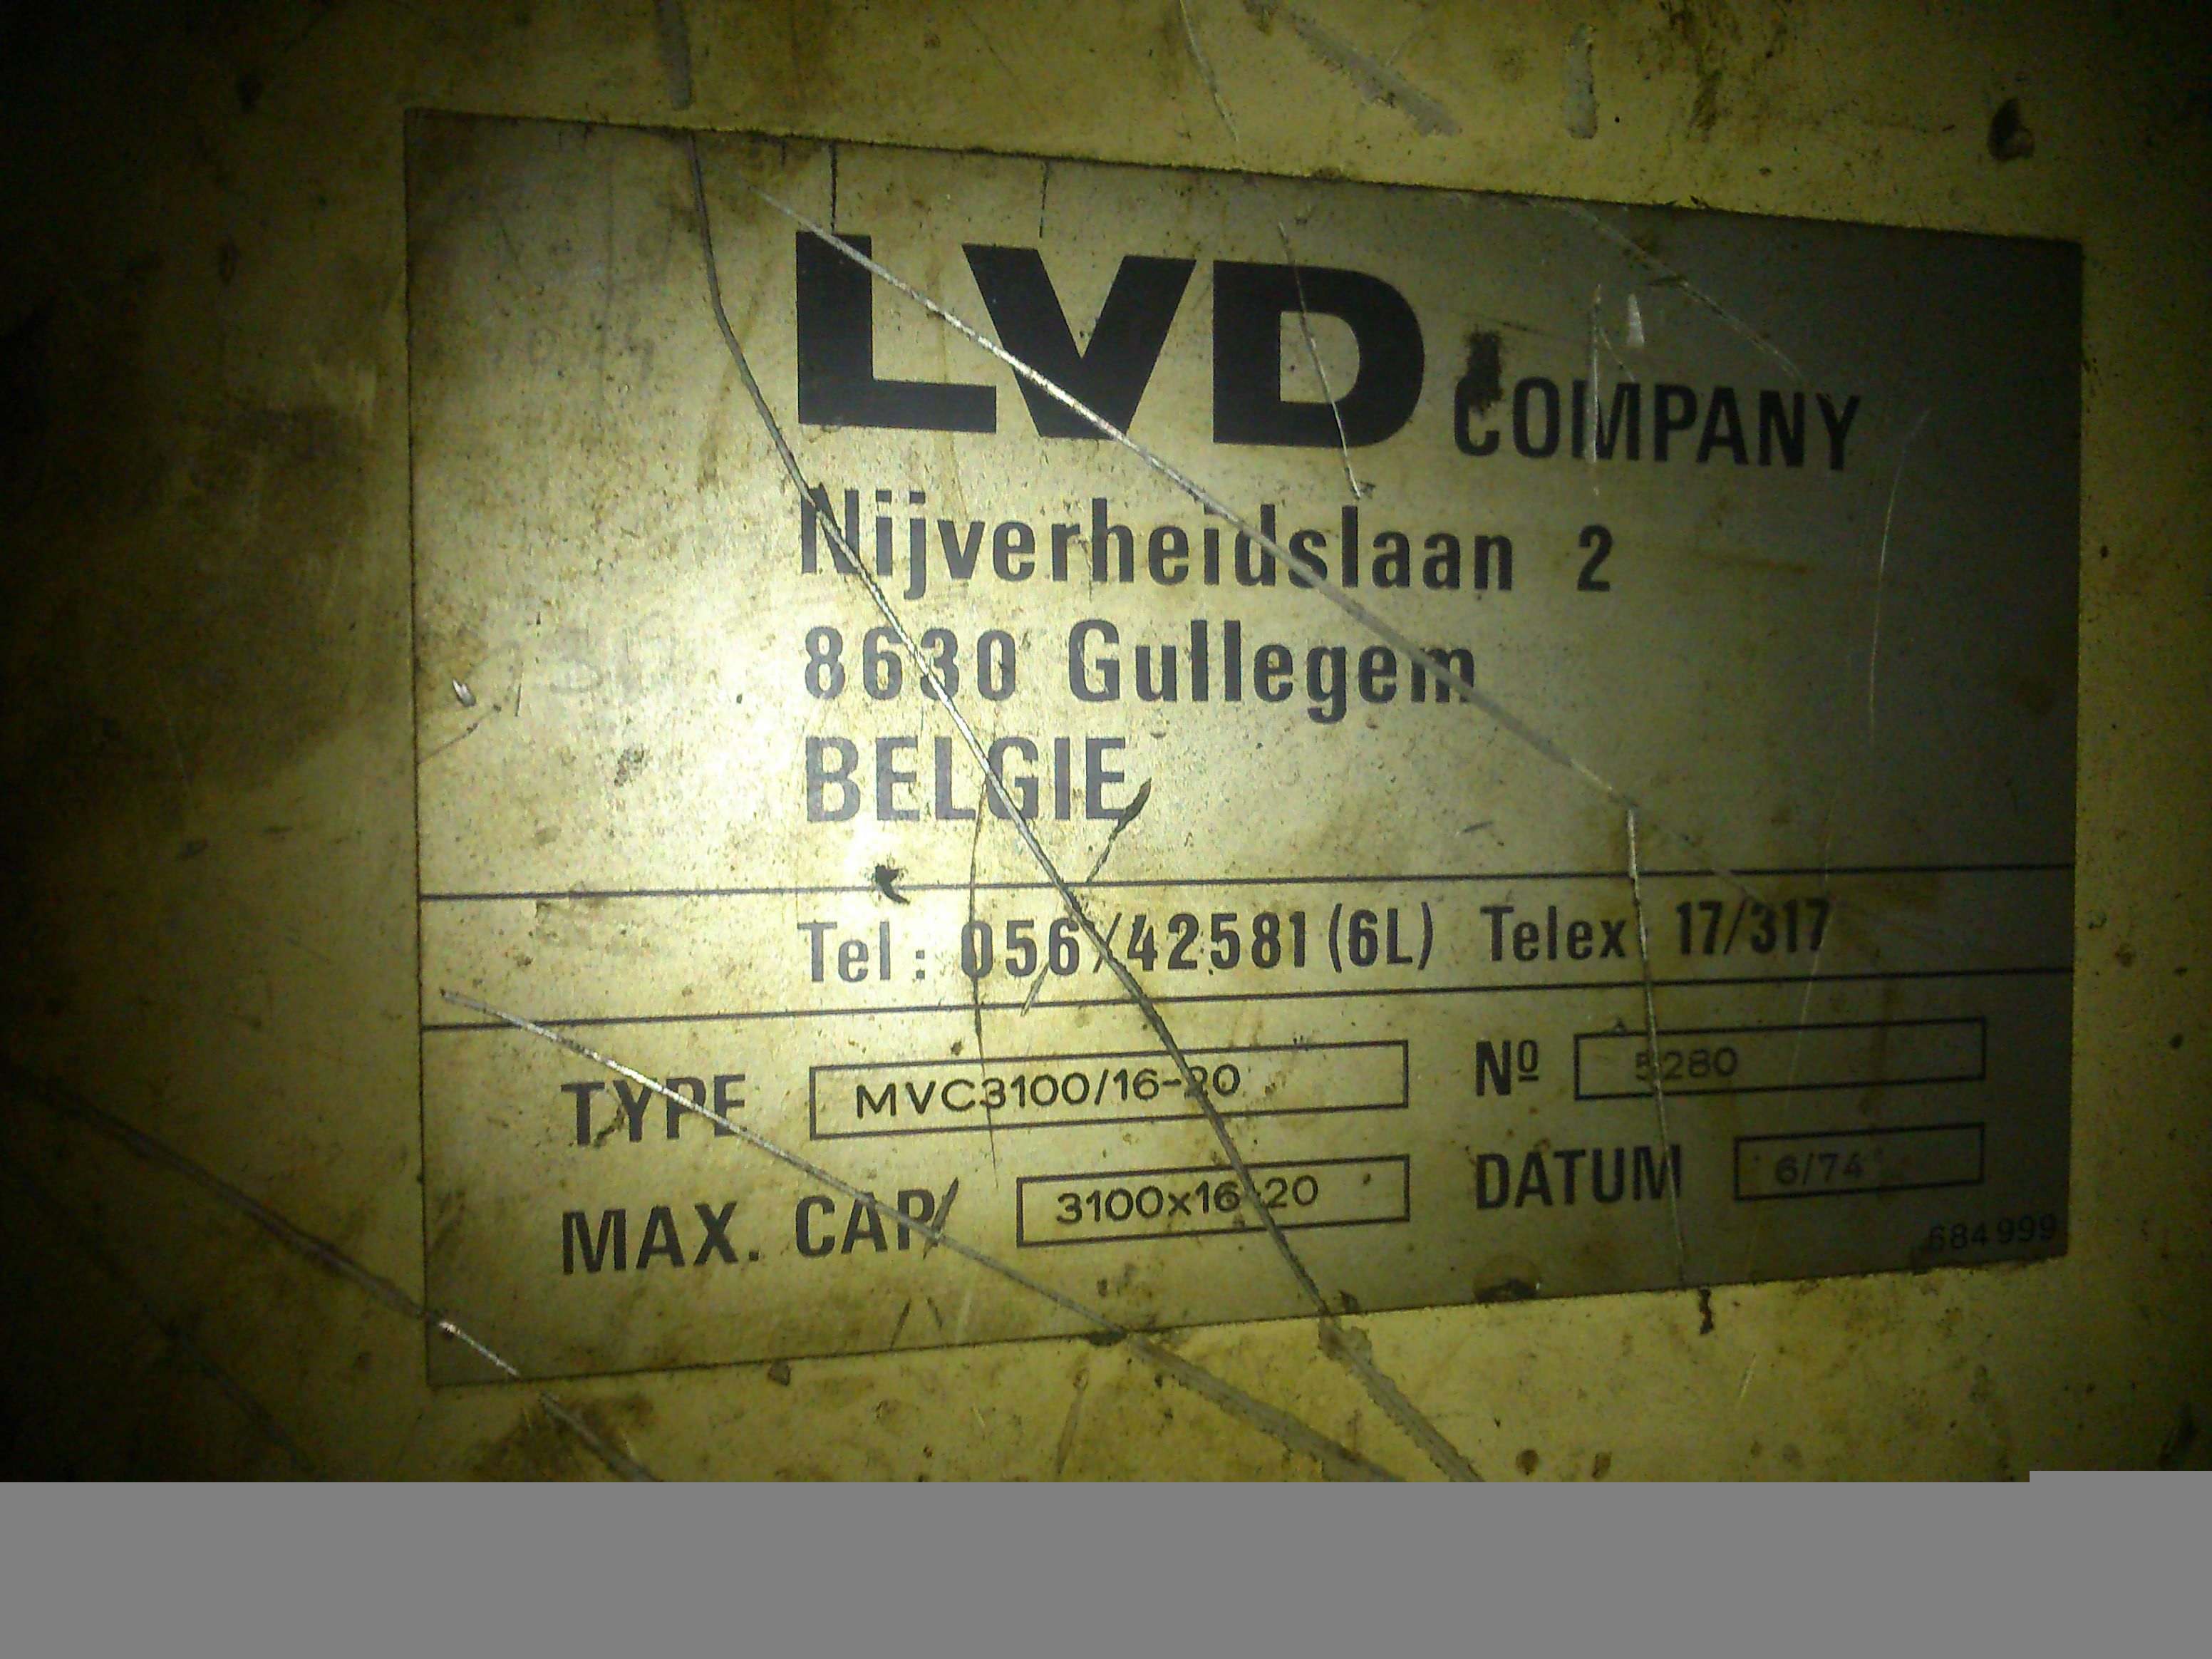 LVD COMPANY
Nijverheidslaan 2
8630 Gullegem
BELGIE
Tel: 056/42581(6L) Telex 17/317
TYPE MVC3100/16-20 Nº 5280
MAX. CAP. 3100x16-20 DATUM 6/74
684999